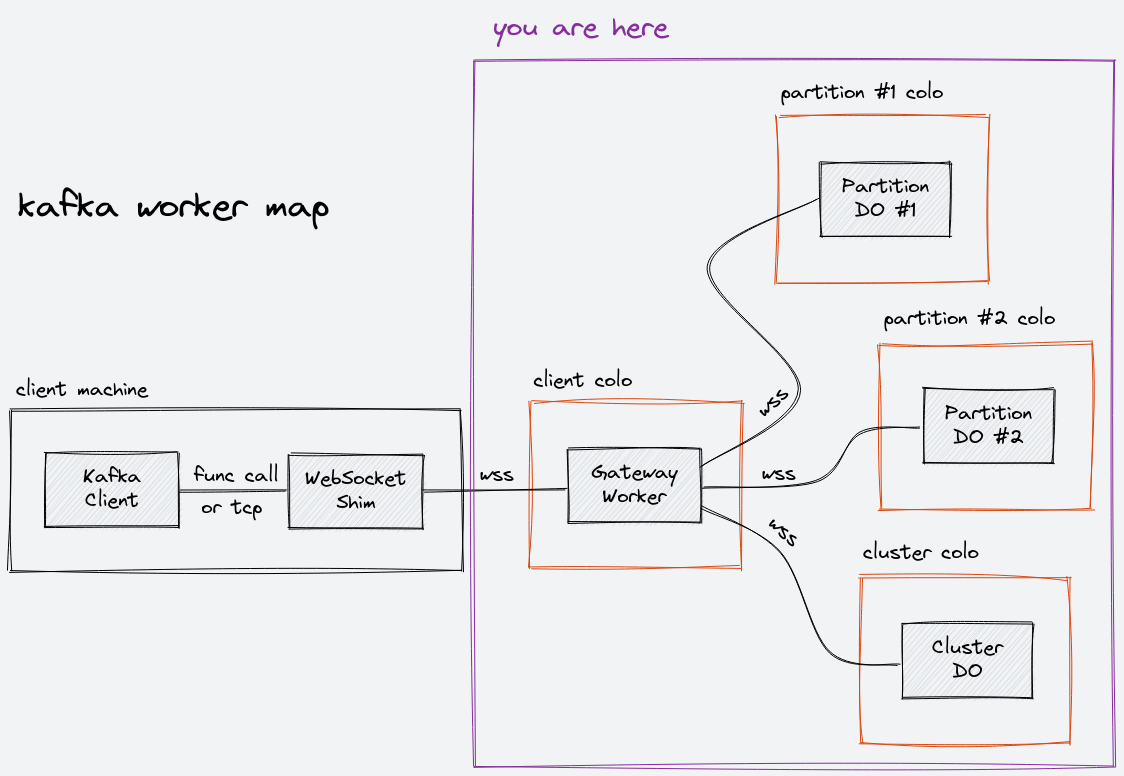 you are here
partition #1 colo
Partition
DO #1
kafka worker map
partition #2 colo
client machine
client colo
Partition
DO #2
Kafka
Client
func call
or tcp
WebSocket
Shim
wss
Gateway
Worker
wss
wss
wss
cluster colo
Cluster
DO